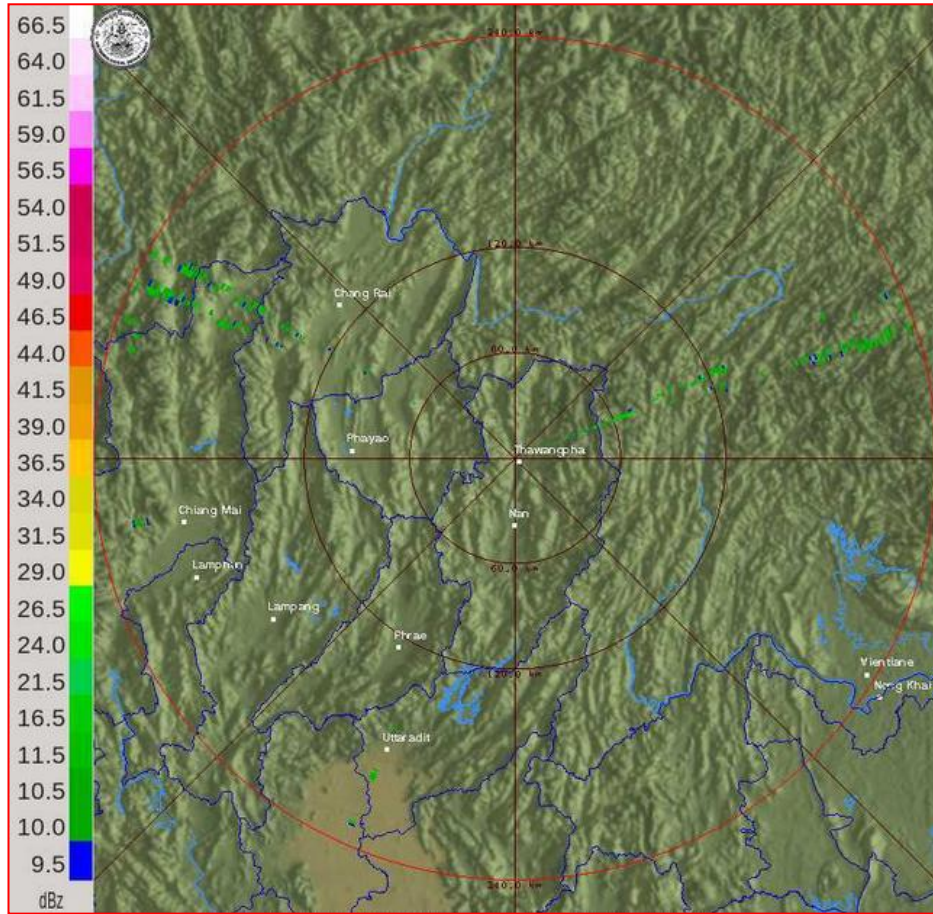 66.5
64.0
61.5
59.0
56.5
54.0
51.5
49.0
46.5
44.0
41.5
39.0
36.5
34.0
31.5
29.0
26.5
24.0
21.5
16.5
11.5
10.5
10.0
9.5
dBz
240.0 km
120.0 km
Chang Rai
60.0 km
Phayao
Thawangpha
Chiang Mai
Nan
60.0 km
Lamphun
Lampang
Phrae
120.0 km
Vientiane
Nong Khai
Uttaradit
240.0 km